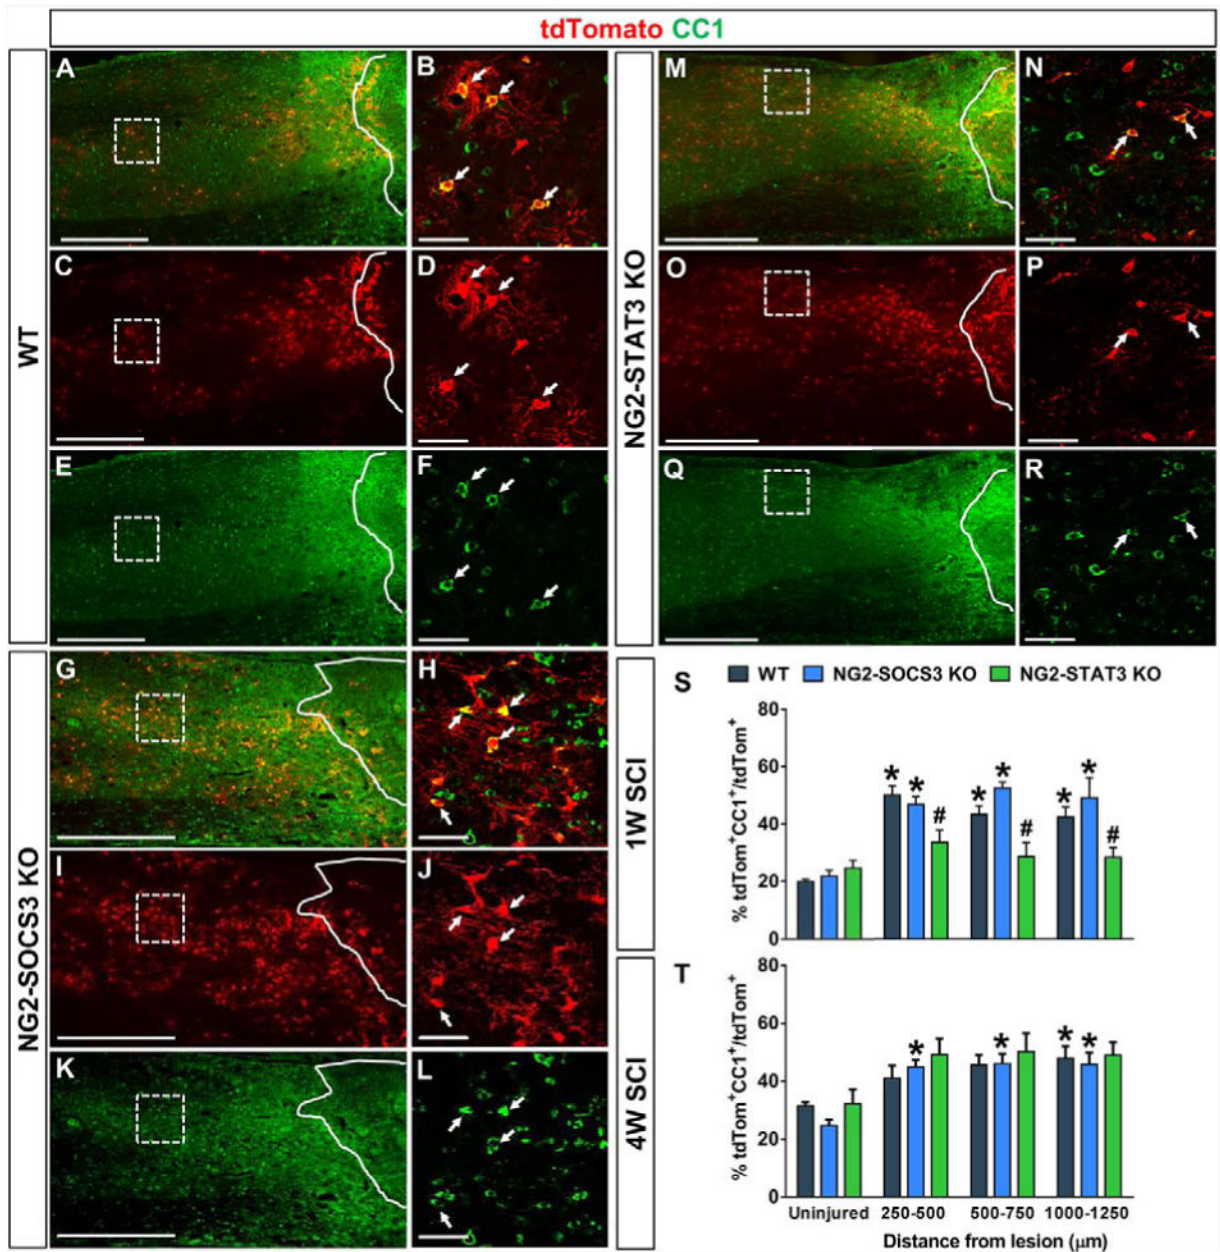 tdTomato CC1
WT
A
B
C
D
E
F
NG2-STAT3 KO
M
N
O
P
Q
R
NG2-SOCS3 KO
G
H
I
J
K
L
1W SCI
4W SCI
S
WT NG2-SOCS3 KO NG2-STAT3 KO
% tdTom⁺CC1⁺/tdTom⁺
80
60
40
20
0
* * #
* * #
* * #
T
% tdTom⁺CC1⁺/tdTom⁺
80
60
40
20
0
*
*
* *
Uninjured 250-500 500-750 1000-1250
Distance from lesion (μm)